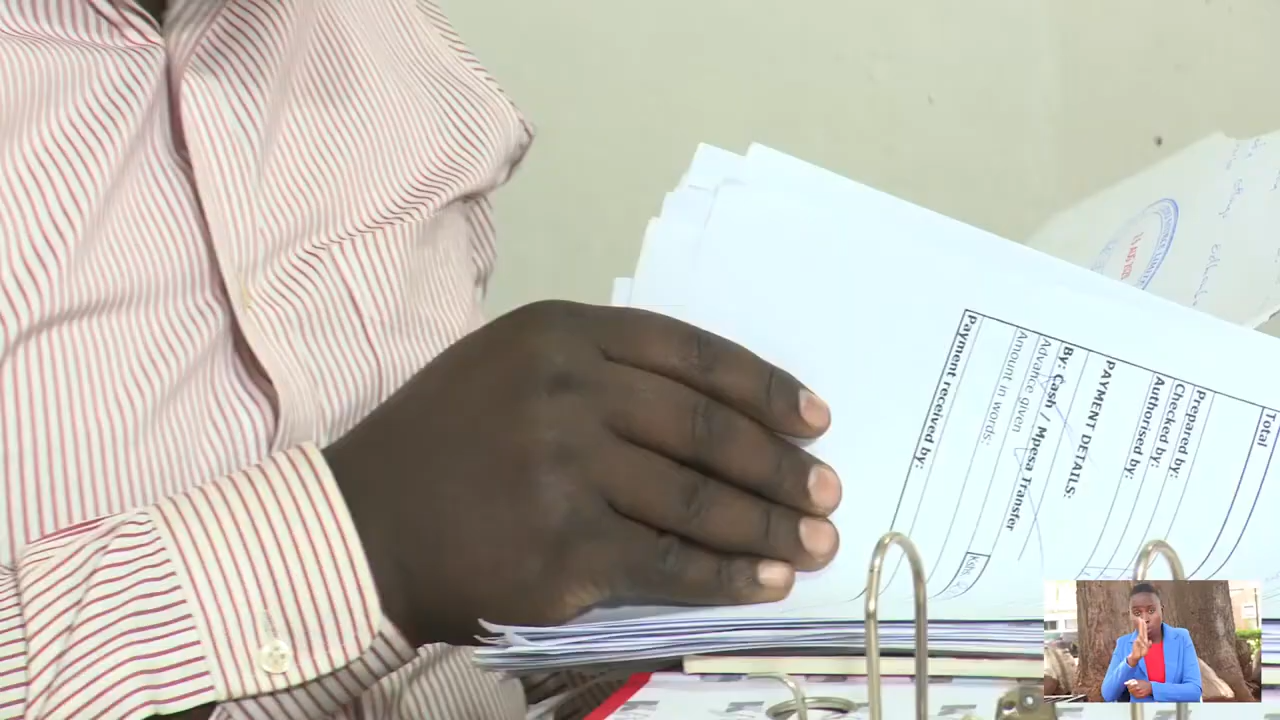 Total
Prepared by:
Checked by:
Authorised by:
PAYMENT DETAILS:
By: Cash / Mpesa Transfer
Advance given
Amount in words:
Kshs.
Payment received by: